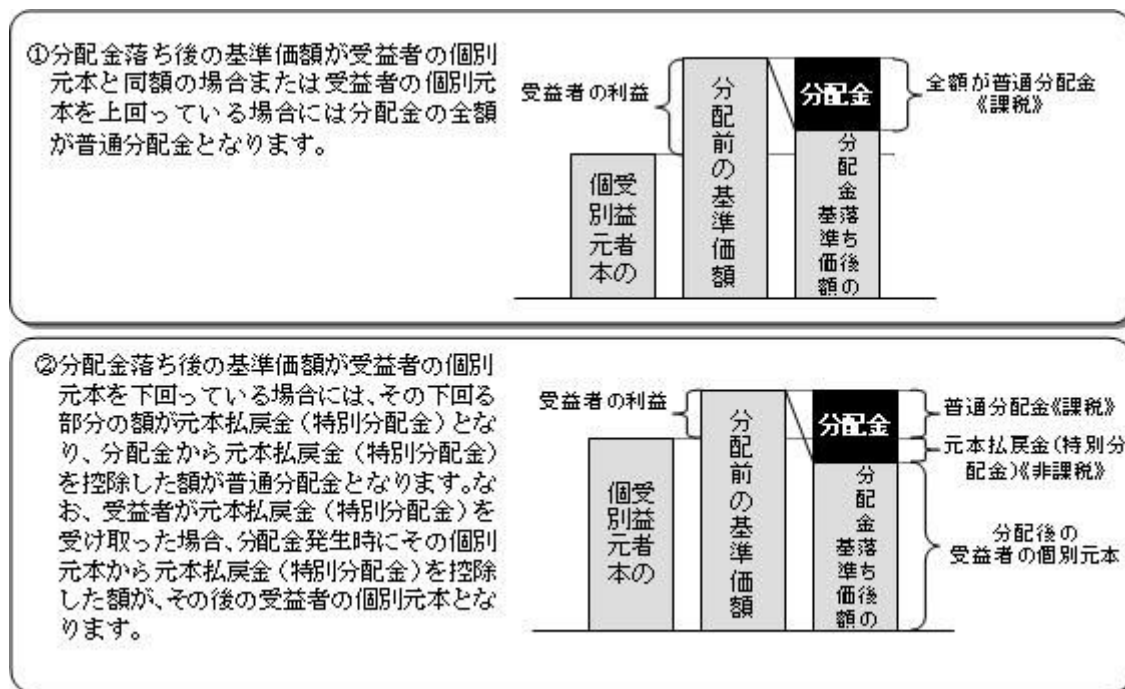 ①分配金落ち後の基準価額が受益者の個別
元本と同額の場合または受益者の個別元
本を上回っている場合には分配金の全額
が普通分配金となります。
受益者の利益
分配金
全額が普通分配金
《課税》
受益者の
個別元本
分配前の基準価額
分配金落ち後の
基準価額
②分配金落ち後の基準価額が受益者の個別
元本を下回っている場合には、その下回る
部分の額が元本払戻金(特別分配金)とな
り、分配金から元本払戻金(特別分配金)
を控除した額が普通分配金となります。な
お、受益者が元本払戻金(特別分配金)を
受け取った場合、分配金発生時にその個別
元本から元本払戻金(特別分配金)を控除
した額が、その後の受益者の個別元本とな
ります。
受益者の利益
分配金
普通分配金《課税》
元本払戻金(特別分
配金)《非課税》
受益者の
個別元本
分配前の基準価額
分配金落ち後の
基準価額
分配後の
受益者の個別元本